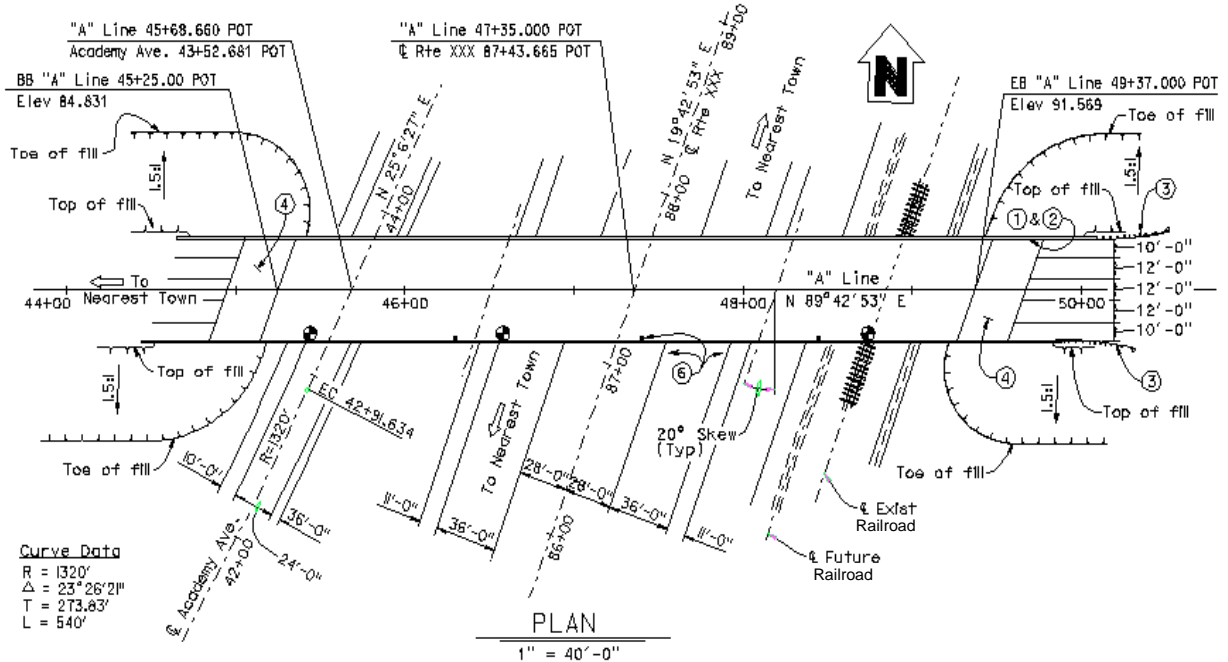 "A" Line 45+68.660 POT
Academy Ave. 43+52.681 POT
BB "A" Line 45+25.00 POT
Elev 84.831
"A" Line 47+35.000 POT
℄ Rte XXX 87+43.665 POT
N 19°42'53" E
℄ Rte XXX
89+00
88+00
To Nearest Town
N
EB "A" Line 49+37.000 POT
Elev 91.569
Toe of fill
1.5:1
Top of fill
4
N 25°6'27" E
44+00
Toe of fill
1.5:1
Top of fill
3
1 & 2
10'-0"
12'-0"
12'-0"
12'-0"
10'-0"
To
Nearest Town
44+00
46+00
48+00
50+00
"A" Line
N 89°42'53" E
Top of fill
1.5:1
Toe of fill
EC 42+91.634
R=1320'
To Nearest Town
87+00
6
20° Skew
(Typ)
4
3
1.5:1
Top of fill
Toe of fill
10'-0"
36'-0"
24'-0"
11'-0"
36'-0"
28'-0"
28'-0"
36'-0"
11'-0"
86+00
℄ Academy Ave
42+00
℄ Exist
Railroad
℄ Future
Railroad
Curve Data
R = 1320'
Δ = 23°26'21"
T = 273.83'
L = 540'
PLAN
1" = 40'-0"